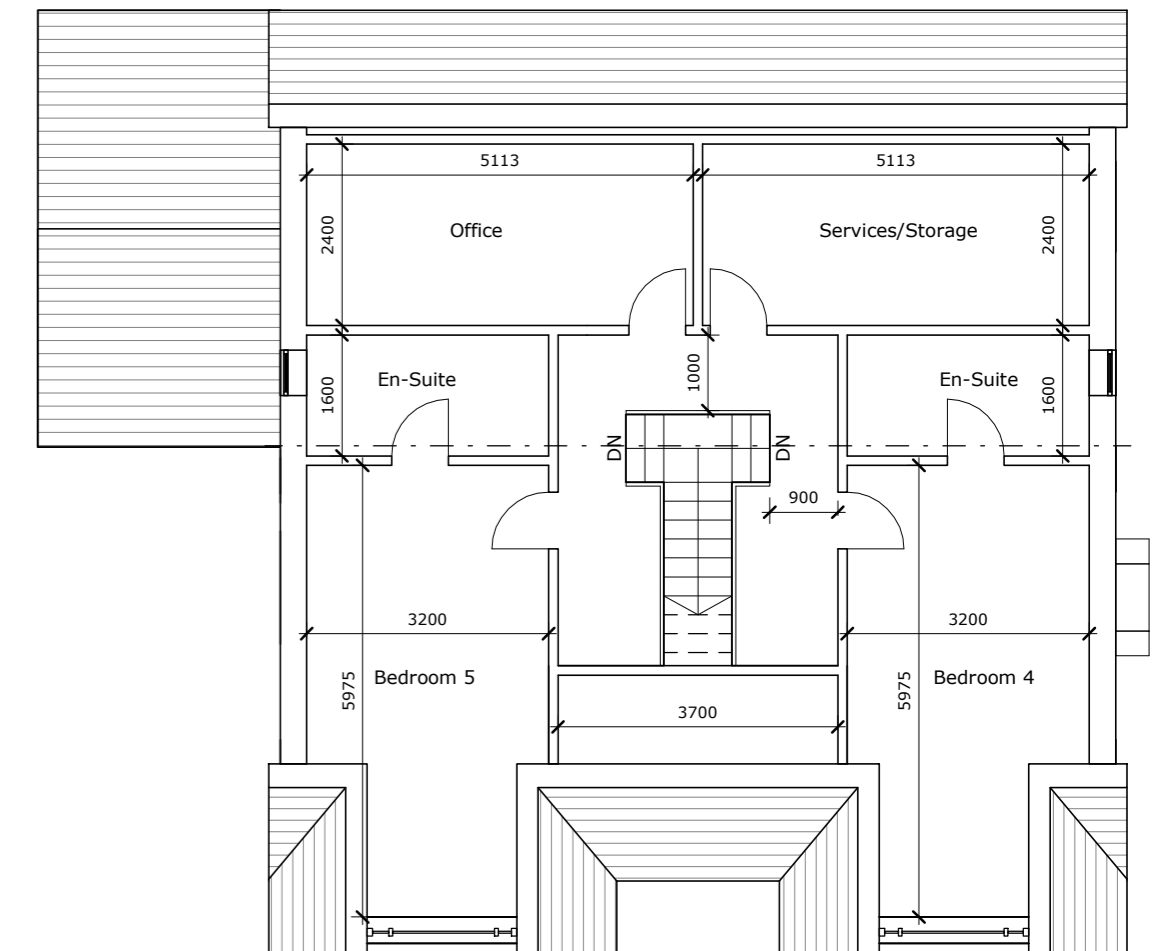 5113
5113
2400
Office
Services/Storage
2400
1600
En-Suite
1000
En-Suite
1600
DN
DN
900
3200
3200
5975
Bedroom 5
5975
Bedroom 4
3700